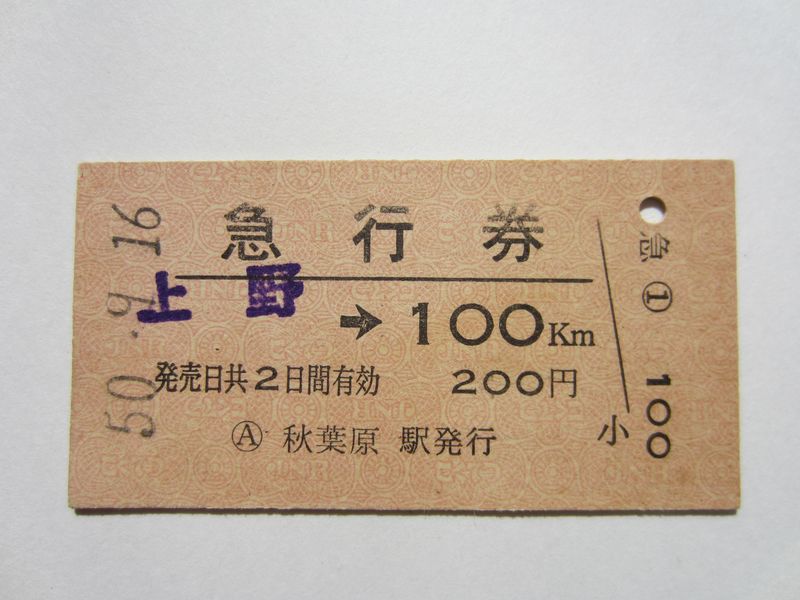 50.9.16
急行券
上野
→100Km
発売日共2日間有効 200円
Ⓐ 秋葉原 駅発行
急 ① 100
小